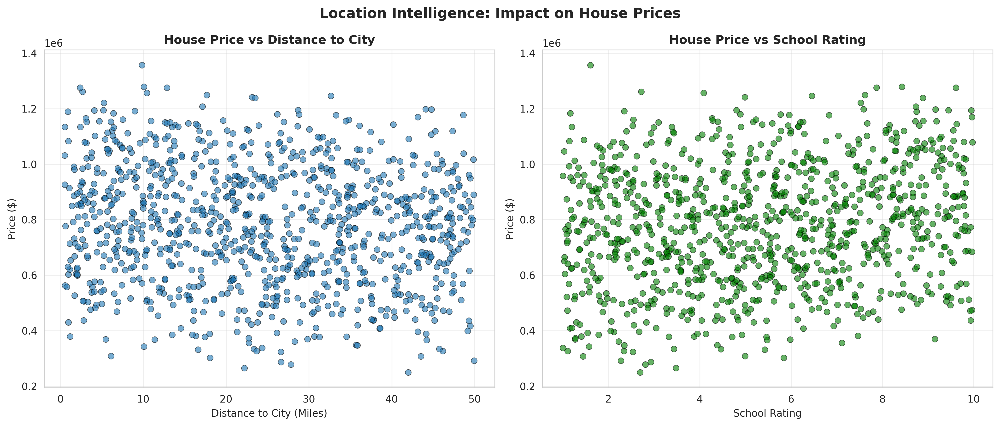 Location Intelligence: Impact on House Prices
House Price vs Distance to City
1e6
1.4
1.2
1.0
0.8
0.6
0.4
0.2
Price ($)
0 10 20 30 40 50
Distance to City (Miles)
House Price vs School Rating
1e6
1.4
1.2
1.0
0.8
0.6
0.4
0.2
Price ($)
2 4 6 8 10
School Rating